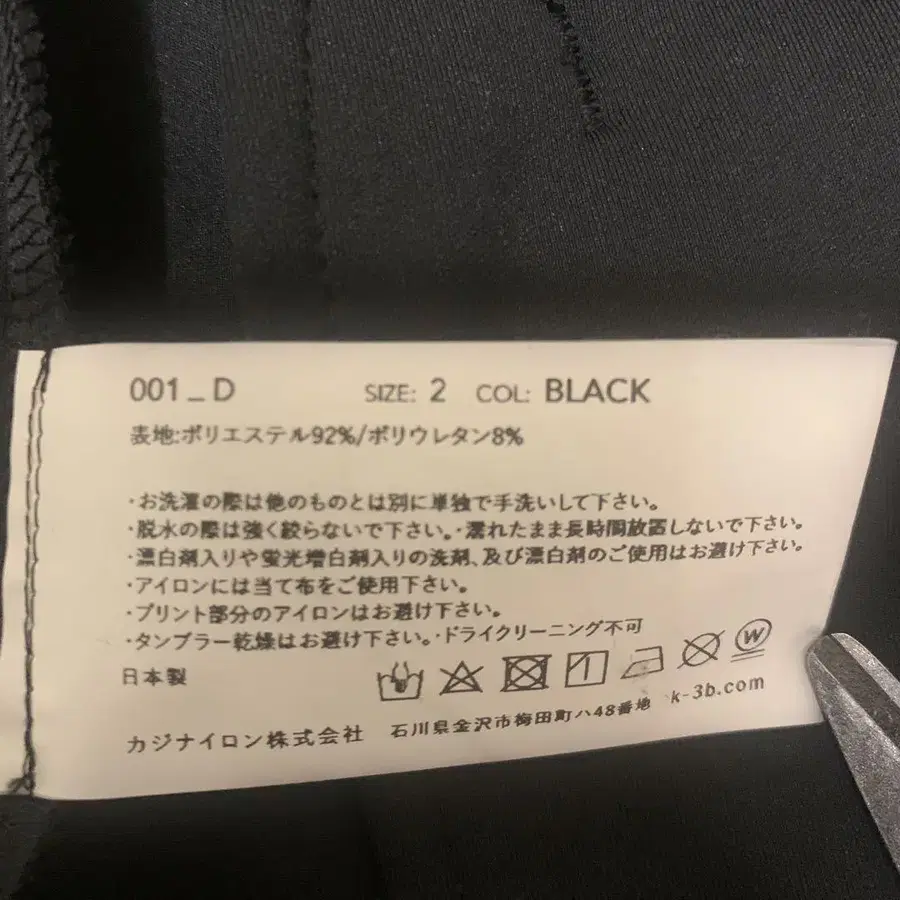 001_D SIZE: 2 COL: BLACK
表地:ポリエステル92%/ポリウレタン8%
・お洗濯の際は他のものとは別に単独で手洗いして下さい。
・脱水の際は強く絞らないで下さい。・濡れたまま長時間放置しないで下さい。
・漂白剤入りや蛍光増白剤入りの洗剤、及び漂白剤のご使用はお避け下さい。
・アイロンには当て布をご使用下さい。
・プリント部分のアイロンはお避け下さい。
・タンブラー乾燥はお避け下さい。・ドライクリーニング不可
日本製
W
カジナイロン株式会社 石川県金沢市梅田町ハ48番地 k-3b.com